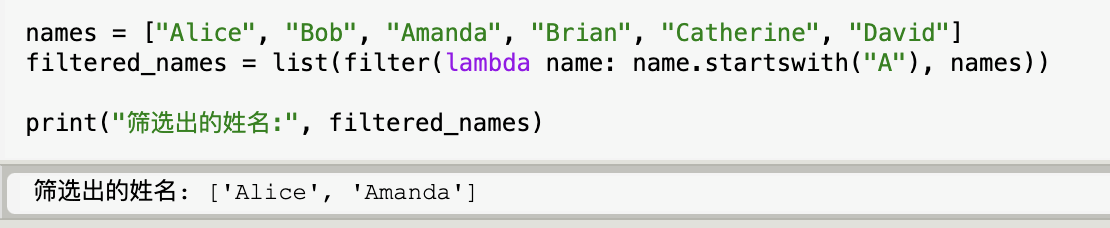 names = ["Alice", "Bob", "Amanda", "Brian", "Catherine", "David"]
filtered_names = list(filter(lambda name: name.startswith("A"), names))
print("筛选出的姓名:", filtered_names)
筛选出的姓名: ['Alice', 'Amanda']